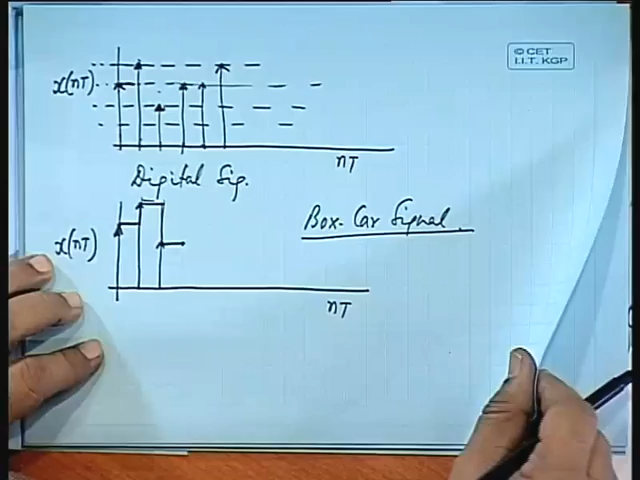 © CET
I.I.T. KGP
x(nT)
nT
Digital Sig.
x(nT)
Box-Car Signal
nT